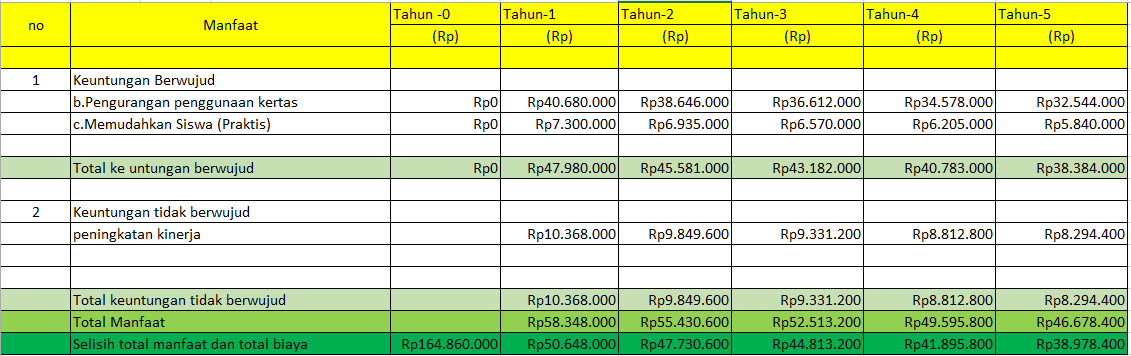 no Manfaat Tahun -0 Tahun-1 Tahun-2 Tahun-3 Tahun-4 Tahun-5
(Rp) (Rp) (Rp) (Rp) (Rp) (Rp)
1 Keuntungan Berwujud
b.Pengurangan penggunaan kertas Rp0 Rp40.680.000 Rp38.646.000 Rp36.612.000 Rp34.578.000 Rp32.544.000
c.Memudahkan Siswa (Praktis) Rp0 Rp7.300.000 Rp6.935.000 Rp6.570.000 Rp6.205.000 Rp5.840.000
Total ke untungan berwujud Rp0 Rp47.980.000 Rp45.581.000 Rp43.182.000 Rp40.783.000 Rp38.384.000
2 Keuntungan tidak berwujud
peningkatan kinerja Rp10.368.000 Rp9.849.600 Rp9.331.200 Rp8.812.800 Rp8.294.400
Total keuntungan tidak berwujud Rp10.368.000 Rp9.849.600 Rp9.331.200 Rp8.812.800 Rp8.294.400
Total Manfaat Rp58.348.000 Rp55.430.600 Rp52.513.200 Rp49.595.800 Rp46.678.400
Selisih total manfaat dan total biaya Rp164.860.000 Rp50.648.000 Rp47.730.600 Rp44.813.200 Rp41.895.800 Rp38.978.400